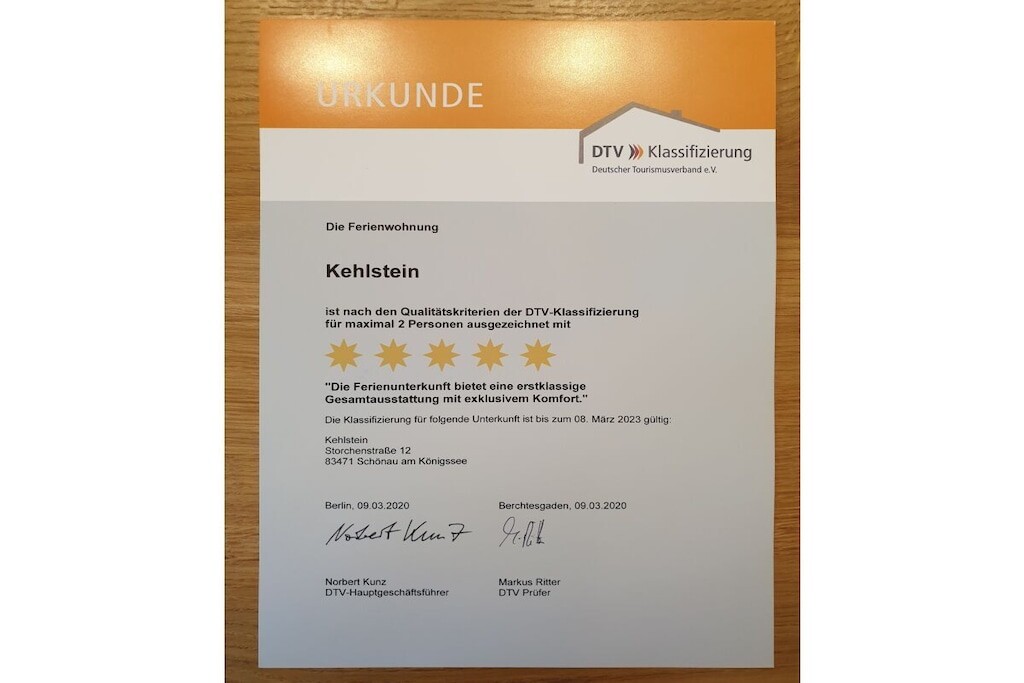 URKUNDE
DTV Klassifizierung
Deutscher Tourismusverband e.V.
Die Ferienwohnung
Kehlstein
ist nach den Qualitätskriterien der DTV-Klassifizierung
für maximal 2 Personen ausgezeichnet mit
"Die Ferienunterkunft bietet eine erstklassige
Gesamtausstattung mit exklusivem Komfort."
Die Klassifizierung für folgende Unterkunft ist bis zum 08. März 2023 gültig:
Kehlstein
Storchenstraße 12
83471 Schönau am Königssee
Berlin, 09.03.2020
Berchtesgaden, 09.03.2020
Norbert Kunz
Norbert Kunz
DTV-Hauptgeschäftsführer
Markus Ritter
DTV Prüfer